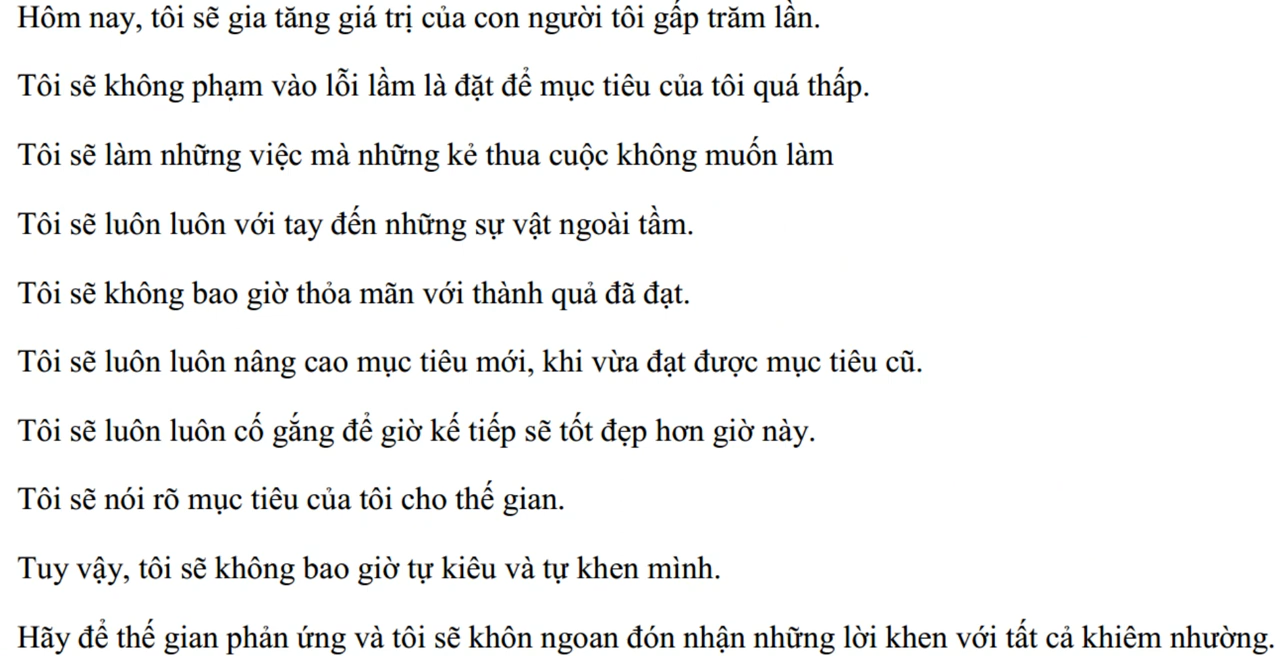 Hôm nay, tôi sẽ gia tăng giá trị của con người tôi gấp trăm lần.
Tôi sẽ không phạm vào lỗi lầm là đặt để mục tiêu của tôi quá thấp.
Tôi sẽ làm những việc mà những kẻ thua cuộc không muốn làm
Tôi sẽ luôn luôn với tay đến những sự vật ngoài tầm.
Tôi sẽ không bao giờ thỏa mãn với thành quả đã đạt.
Tôi sẽ luôn luôn nâng cao mục tiêu mới, khi vừa đạt được mục tiêu cũ.
Tôi sẽ luôn luôn cố gắng để giờ kế tiếp sẽ tốt đẹp hơn giờ này.
Tôi sẽ nói rõ mục tiêu của tôi cho thế gian.
Tuy vậy, tôi sẽ không bao giờ tự kiêu và tự khen mình.
Hãy để thế gian phản ứng và tôi sẽ khôn ngoan đón nhận những lời khen với tất cả khiêm nhường.